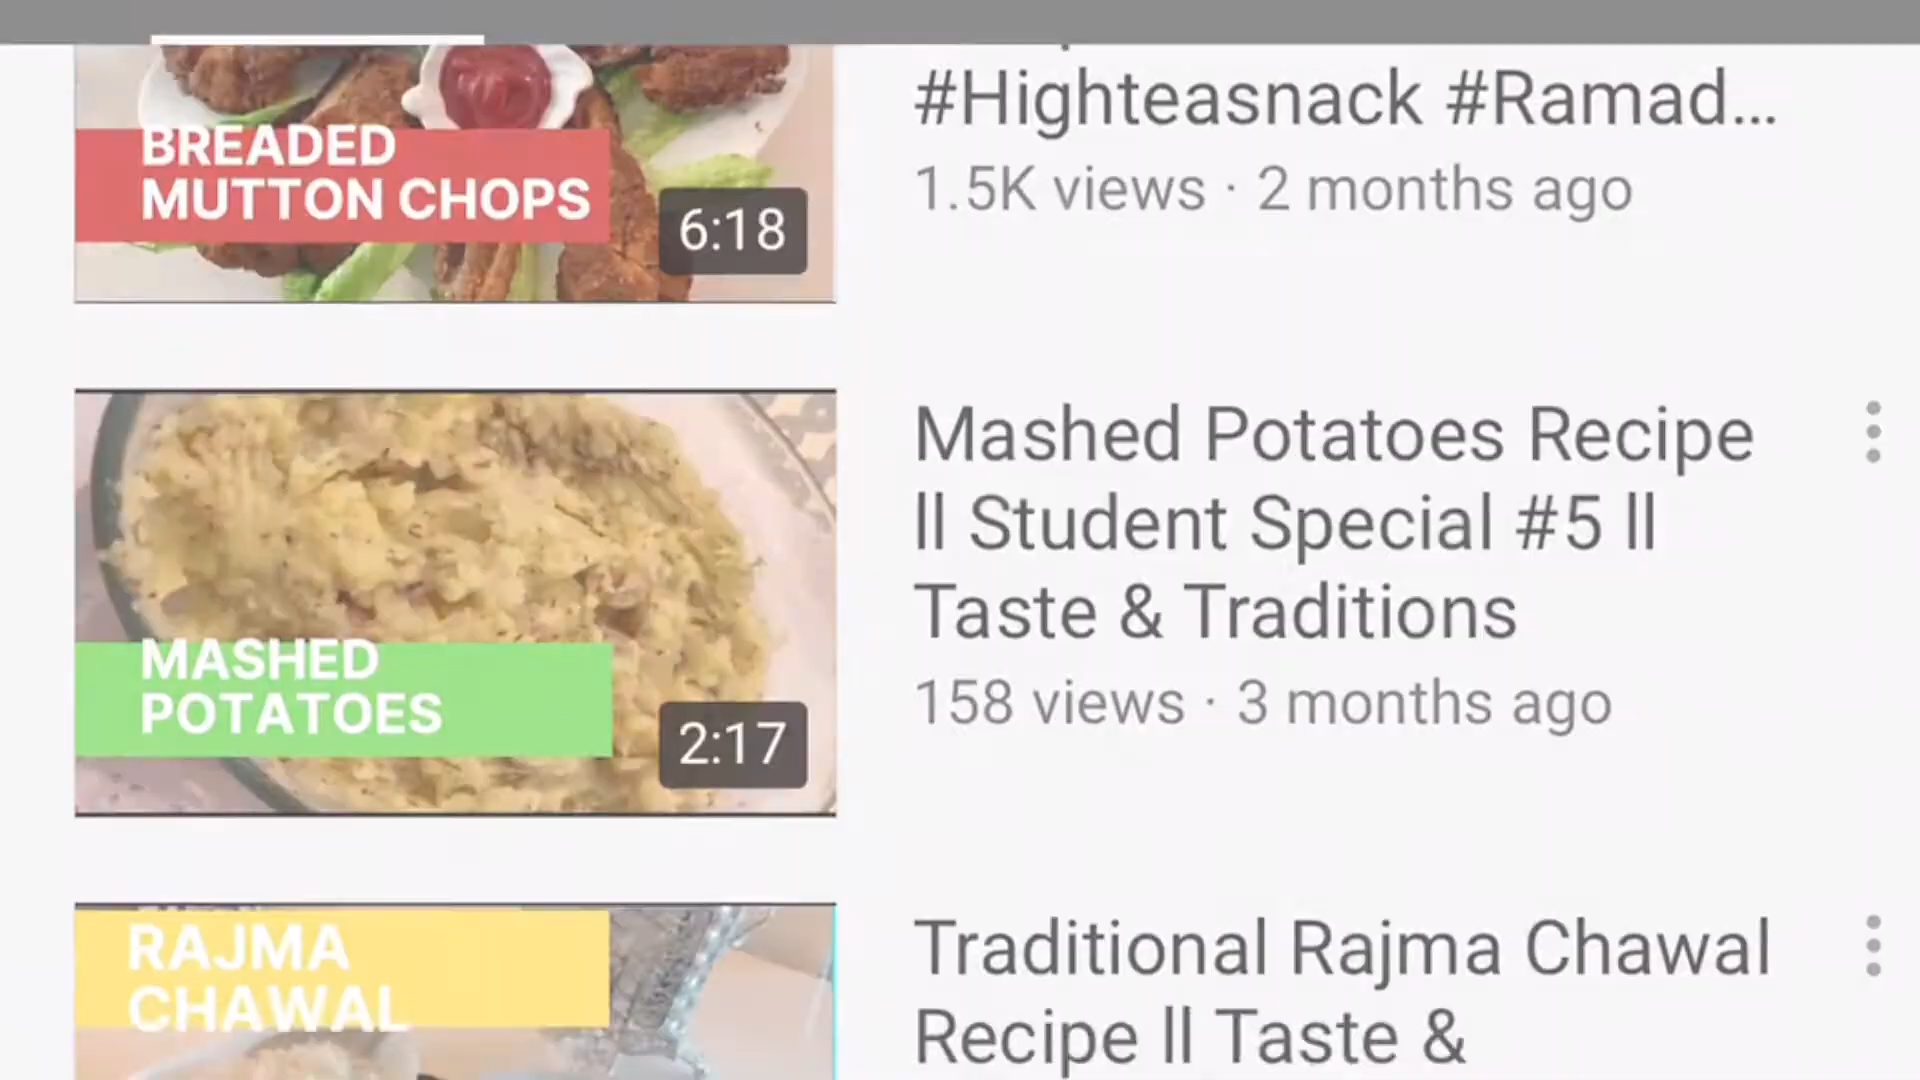 #Highteasnack #Ramad...
1.5K views · 2 months ago
BREADED
MUTTON CHOPS
6:18
Mashed Potatoes Recipe
ll Student Special #5 ll
Taste & Traditions
158 views · 3 months ago
MASHED
POTATOES
2:17
Traditional Rajma Chawal
Recipe ll Taste &
RAJMA
CHAWAL